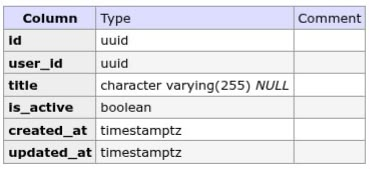 Column Type Comment
id uuid
user_id uuid
title character varying(255) NULL
is_active boolean
created_at timestamptz
updated_at timestamptz